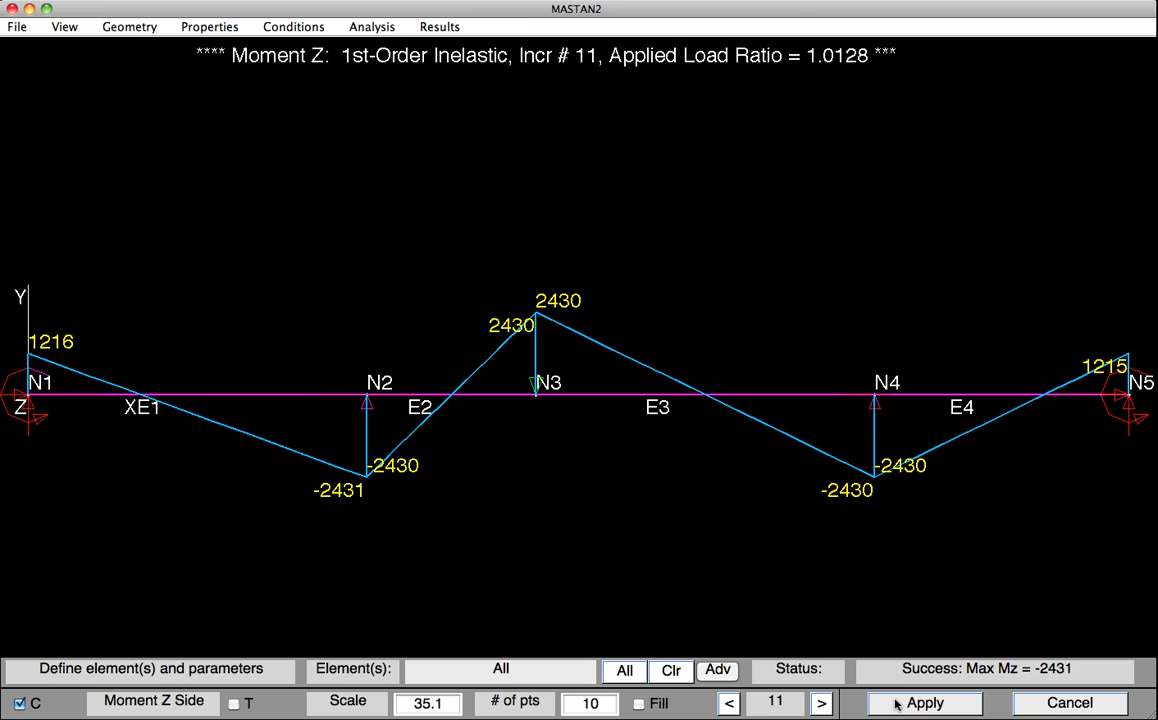 MASTAN2
File View Geometry Properties Conditions Analysis Results
**** Moment Z: 1st-Order Inelastic, Incr # 11, Applied Load Ratio = 1.0128 ***
Y
2430
2430
1216
1215
N1 N2 N3 N4 N5
Z XE1 E2 E3 E4
-2430 -2430
-2431 -2430
Define element(s) and parameters Element(s): All All Clr Adv Status: Success: Max Mz = -2431
C Moment Z Side T Scale 35.1 # of pts 10 Fill < 11 > Apply Cancel